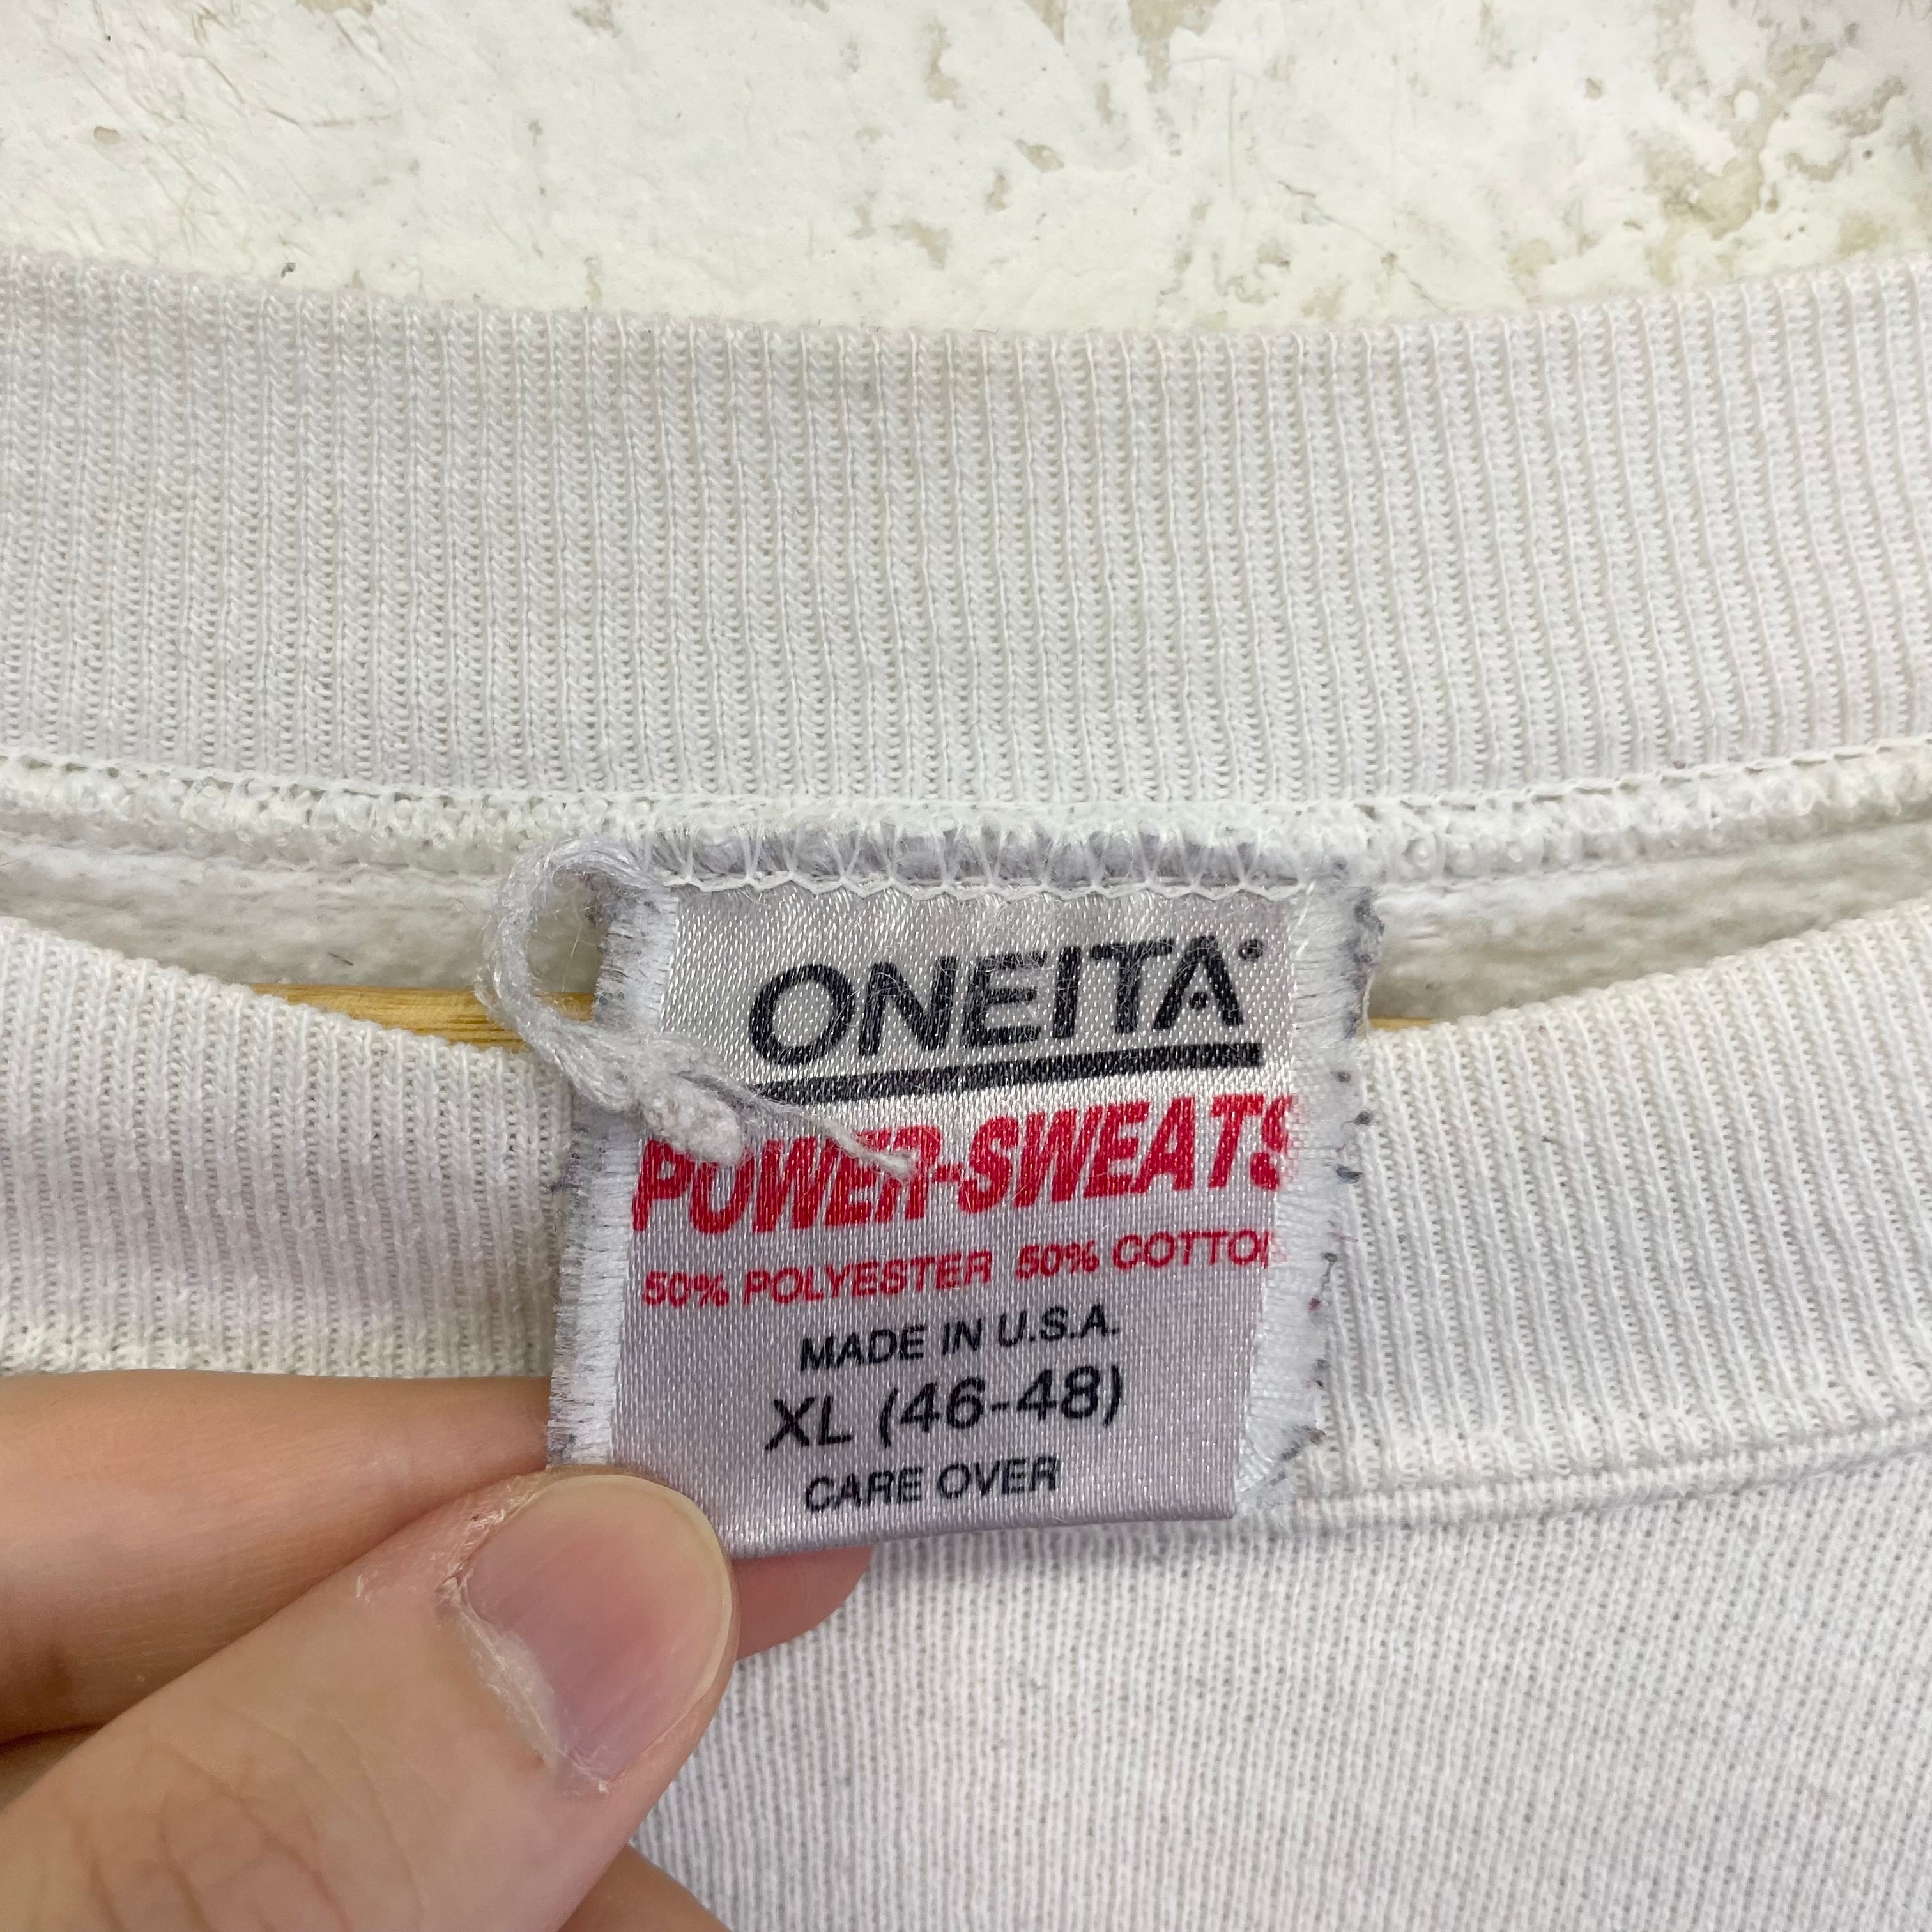 ONEITA
POWER-SWEATS
50% POLYESTER 50% COTTON
MADE IN U.S.A.
XL (46-48)
CARE OVER